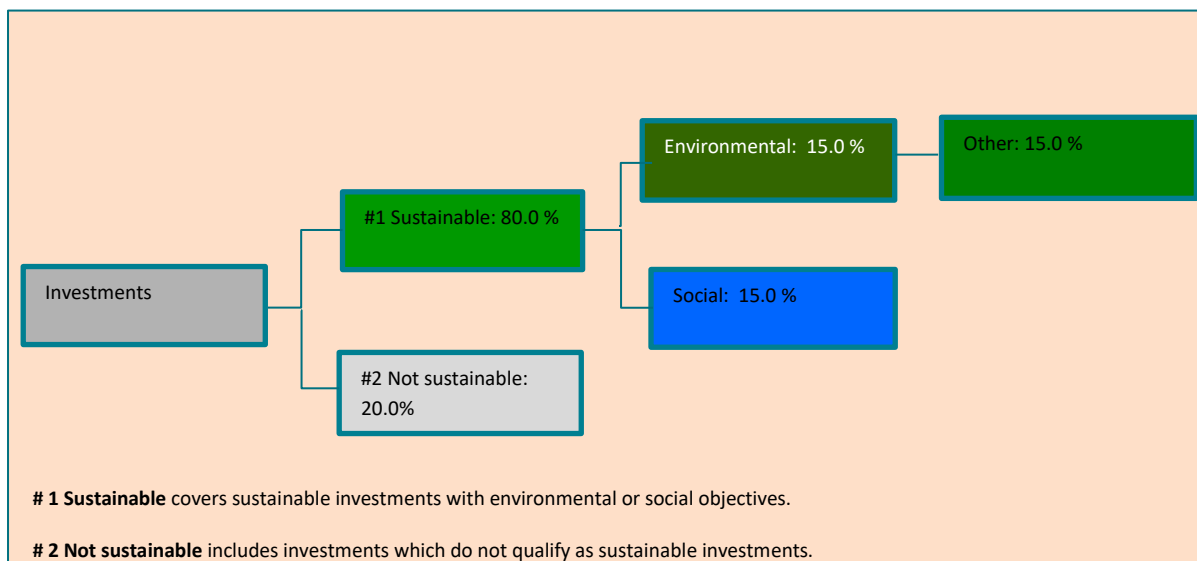 Environmental: 15.0 %
Other: 15.0 %
#1 Sustainable: 80.0 %
Investments
Social: 15.0 %
#2 Not sustainable:
20.0%
# 1 Sustainable covers sustainable investments with environmental or social objectives.
# 2 Not sustainable includes investments which do not qualify as sustainable investments.